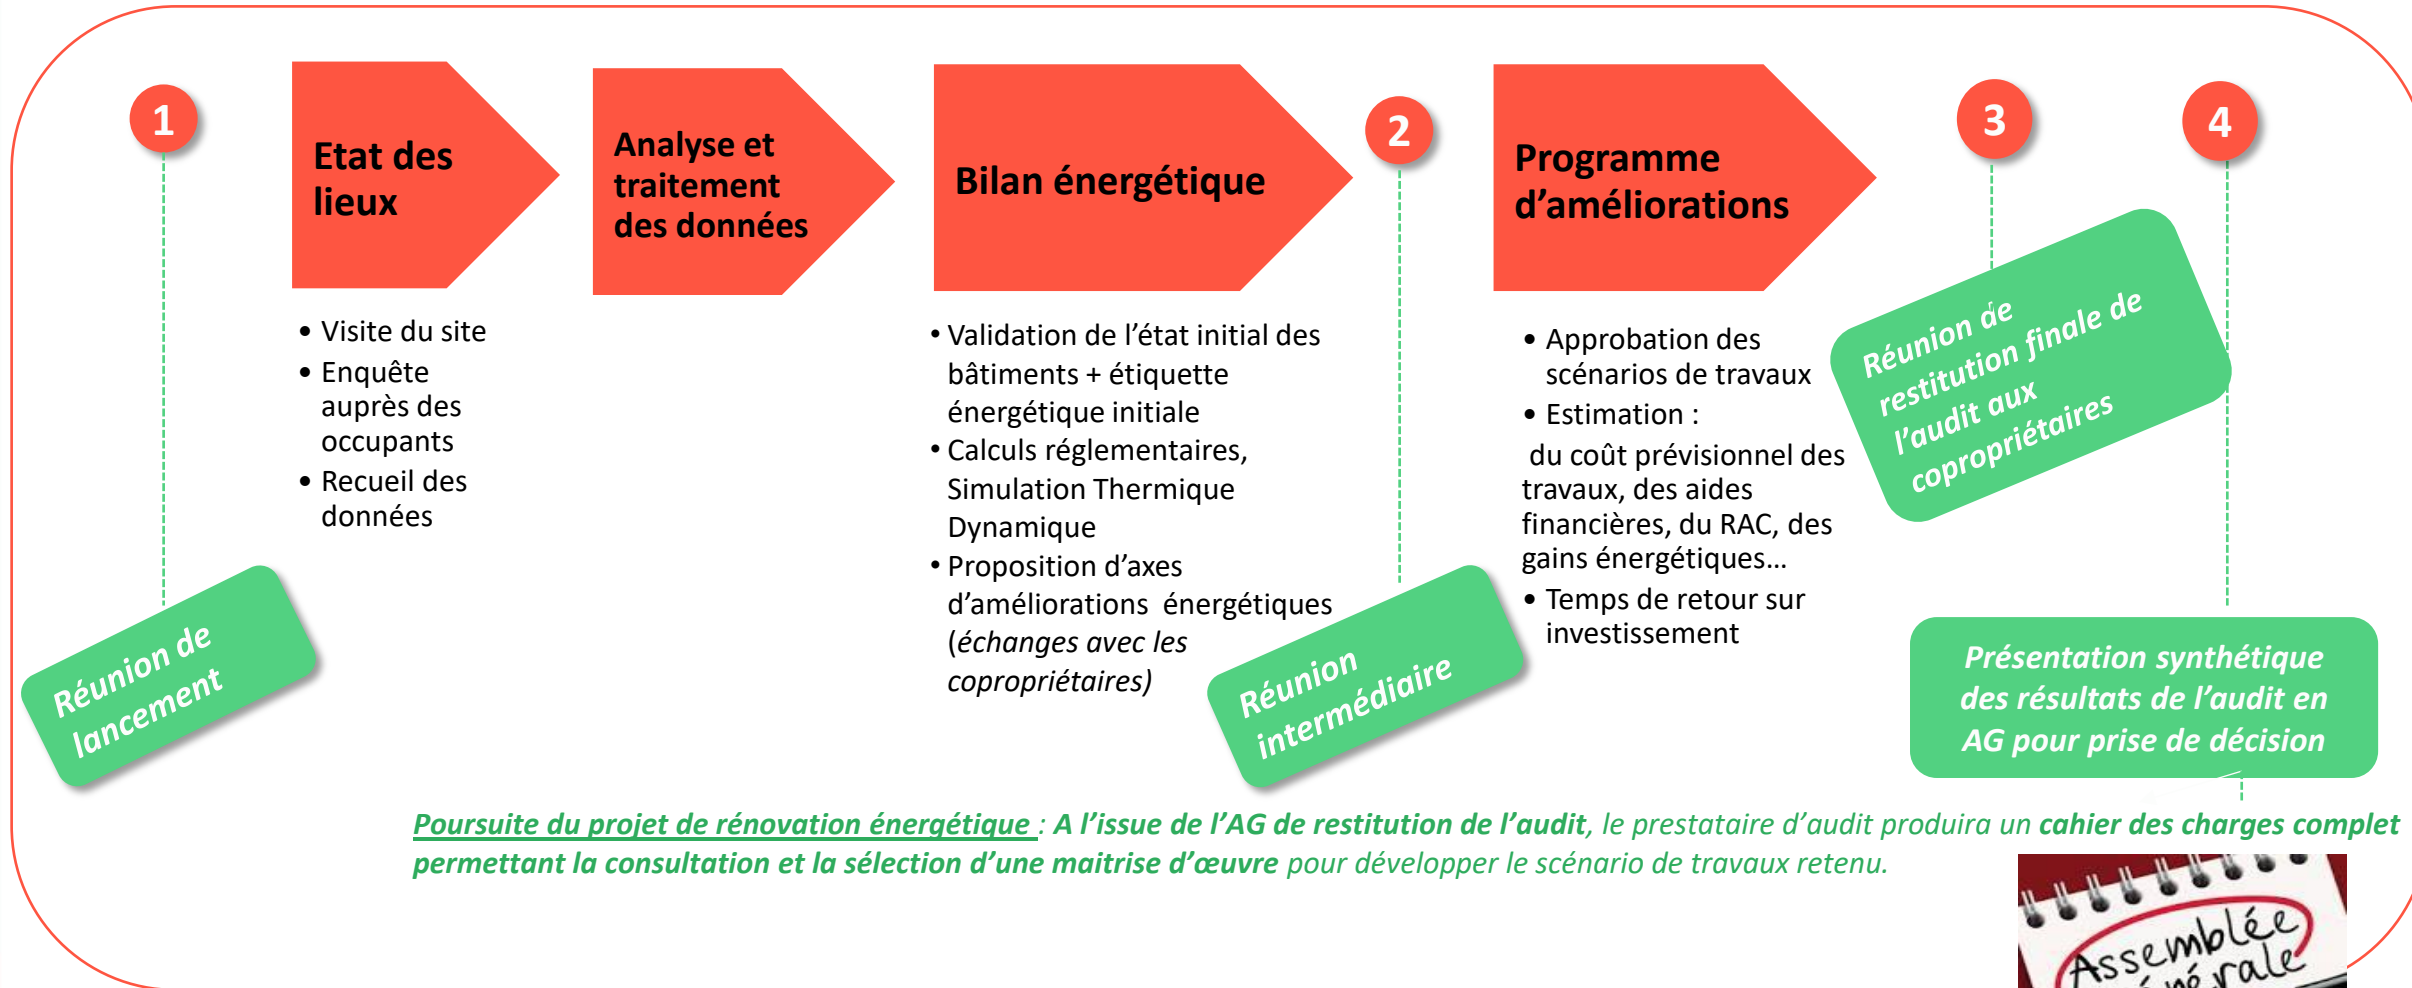 1
Etat des
lieux
• Visite du site
• Enquête
auprès des
occupants
• Recueil des
données
Réunion de
lancement
Analyse et
traitement
des données
Bilan énergétique
• Validation de l’état initial des
bâtiments + étiquette
énergétique initiale
• Calculs réglementaires,
Simulation Thermique
Dynamique
• Proposition d’axes
d’améliorations énergétiques
(échanges avec les
copropriétaires)
2
Réunion
intermédiaire
Programme
d’améliorations
• Approbation des
scénarios de travaux
• Estimation :
du coût prévisionnel des
travaux, des aides
financières, du RAC, des
gains énergétiques…
• Temps de retour sur
investissement
3
Réunion de
restitution finale de
l’audit aux
copropriétaires
4
Présentation synthétique
des résultats de l’audit en
AG pour prise de décision
Poursuite du projet de rénovation énergétique : A l’issue de l’AG de restitution de l’audit, le prestataire d’audit produira un cahier des charges complet
permettant la consultation et la sélection d’une maitrise d’œuvre pour développer le scénario de travaux retenu.
Assemblée
générale